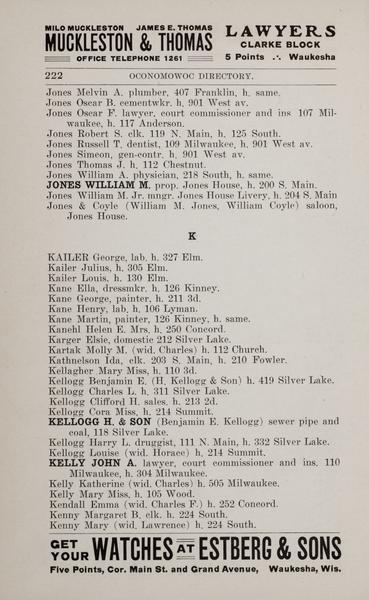 MILO MUCKLESTON JAMES E. THOMAS
MUCKLESTON & THOMAS
OFFICE TELEPHONE 1261
LAWYERS
CLARKE BLOCK
5 Points ∴ Waukesha
222 OCONOMOWOC DIRECTORY.
Jones Melvin A. plumber, 407 Franklin, h. same.
Jones Oscar B. cementwkr. h. 901 West av.
Jones Oscar F. lawyer, court commissioner and ins 107 Mil-
waukee, h. 117 Anderson.
Jones Robert S. clk. 119 N. Main, h. 125 South.
Jones Russell T. dentist, 109 Milwaukee, h. 901 West av.
Jones Simeon, gen-contr. h. 901 West av.
Jones Thomas J. h. 112 Chestnut.
Jones William A. physician, 218 South, h. same.
JONES WILLIAM M. prop. Jones House, h. 200 S. Main.
Jones William M. Jr. mngr. Jones House Livery, h. 204 S. Main
Jones & Coyle (William M. Jones, William Coyle) saloon,
Jones House.
K
KAILER George, lab. h. 327 Elm.
Kailer Julius, h. 305 Elm.
Kailer Louis, h. 130 Elm.
Kane Ella, dressmkr. h. 126 Kinney.
Kane George, painter, h. 211 3d.
Kane Henry, lab. h. 106 Lyman.
Kane Martin, painter, 126 Kinney, h. same.
Kanehl Helen E. Mrs. h. 250 Concord.
Karger Elsie, domestic 212 Silver Lake.
Kartak Molly M. (wid. Charles) h. 112 Church.
Kathnelson Ida, clk. 203 S. Main, h. 210 Fowler.
Kellagher Mary Miss, h. 110 3d.
Kellogg Benjamin E. (H. Kellogg & Son) h. 419 Silver Lake.
Kellogg Charles L. h. 311 Silver Lake.
Kellogg Clifford H. sales. h. 213 2d.
Kellogg Cora Miss, h. 214 Summit.
KELLOGG H. & SON (Benjamin E. Kellogg) sewer pipe and
coal, 118 Silver Lake.
Kellogg Harry L. druggist, 111 N. Main, h. 332 Silver Lake.
Kellogg Louise (wid. Horace) h. 214 Summit.
KELLY JOHN A. lawyer, court commissioner and ins. 110
Milwaukee, h. 304 Milwaukee.
Kelly Katherine (wid. Charles) h. 505 Milwaukee.
Kelly Mary Miss, h. 105 Wood.
Kendall Emma (wid. Charles F.) h. 252 Concord.
Kenny Margaret B. clk. h. 224 South.
Kenny Mary (wid. Lawrence) h. 224 South.
GET YOUR WATCHES AT ESTBERG & SONS
Five Points, Cor. Main St. and Grand Avenue, Waukesha, Wis.